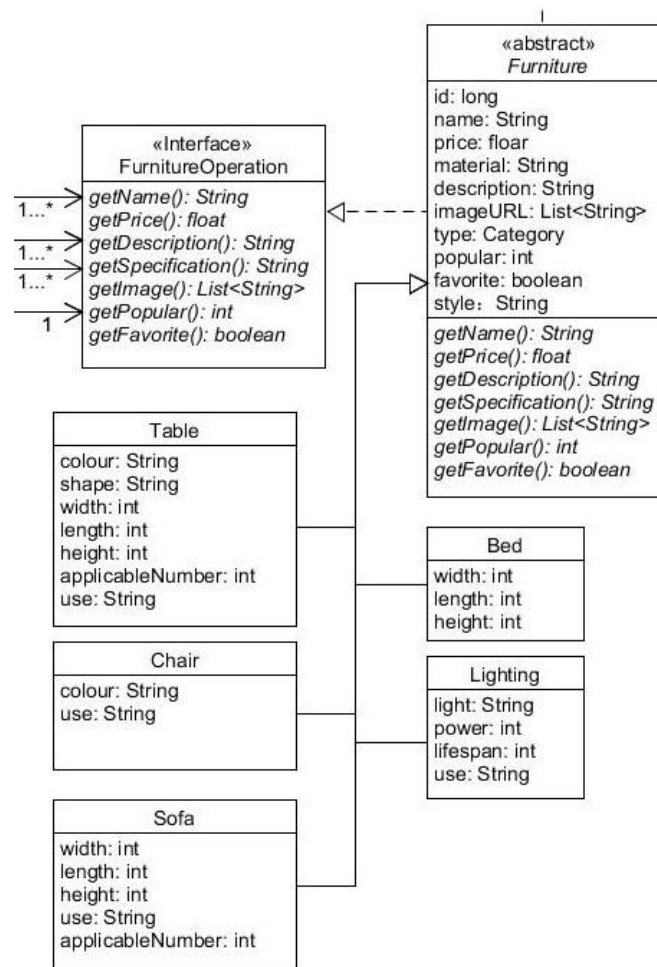 «abstract»
Furniture
id: long
name: String
price: floar
material: String
description: String
imageURL: List<String>
type: Category
popular: int
favorite: boolean
style：String
getName(): String
getPrice(): float
getDescription(): String
getSpecification(): String
getImage(): List<String>
getPopular(): int
getFavorite(): boolean
«Interface»
FurnitureOperation
getName(): String
getPrice(): float
getDescription(): String
getSpecification(): String
getImage(): List<String>
getPopular(): int
getFavorite(): boolean
1...*
1...*
1...*
1
Table
colour: String
shape: String
width: int
length: int
height: int
applicableNumber: int
use: String
Bed
width: int
length: int
height: int
Chair
colour: String
use: String
Lighting
light: String
power: int
lifespan: int
use: String
Sofa
width: int
length: int
height: int
use: String
applicableNumber: int